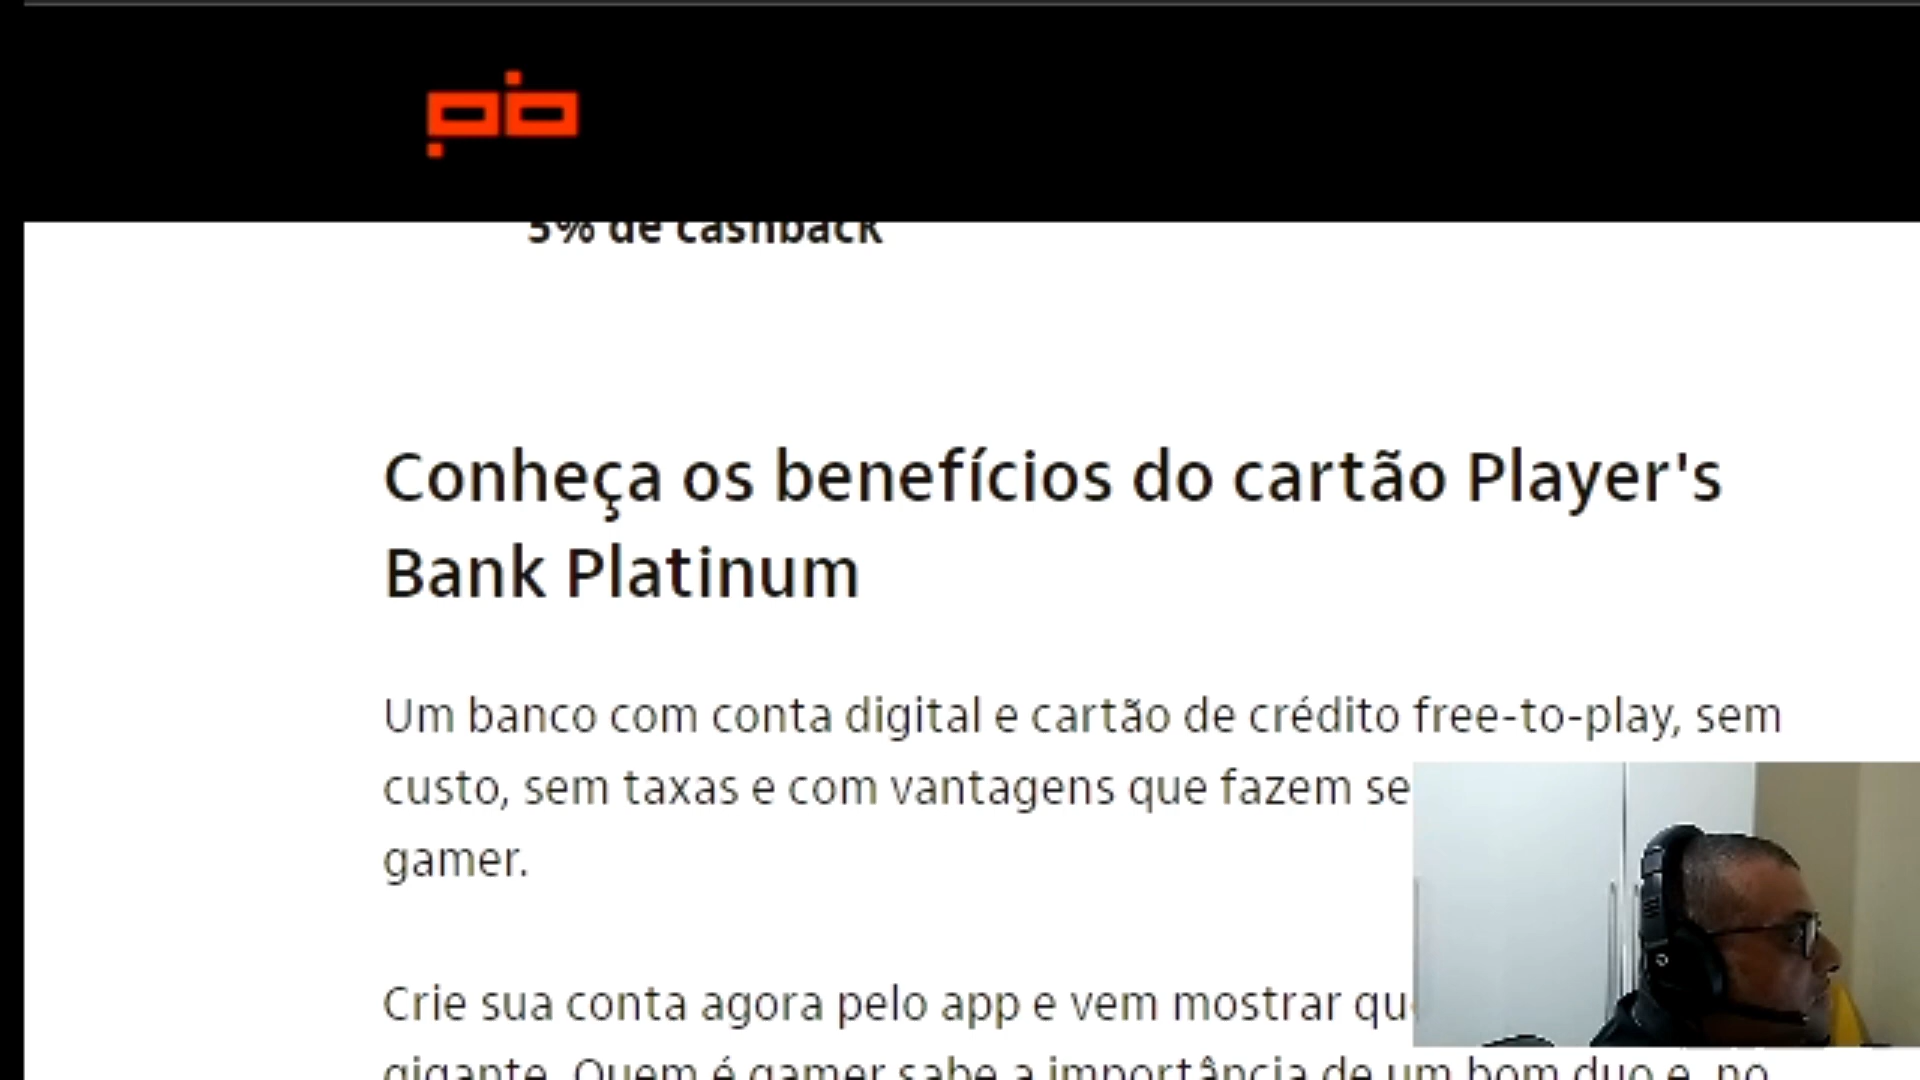 pb
5% de cashback
Conheça os benefícios do cartão Player's
Bank Platinum
Um banco com conta digital e cartão de crédito free-to-play, sem
custo, sem taxas e com vantagens que fazem
gamer.
Crie sua conta agora pelo app e vem mostrar
gigante. Quem é gamer sabe a importância de um bom duo e, no